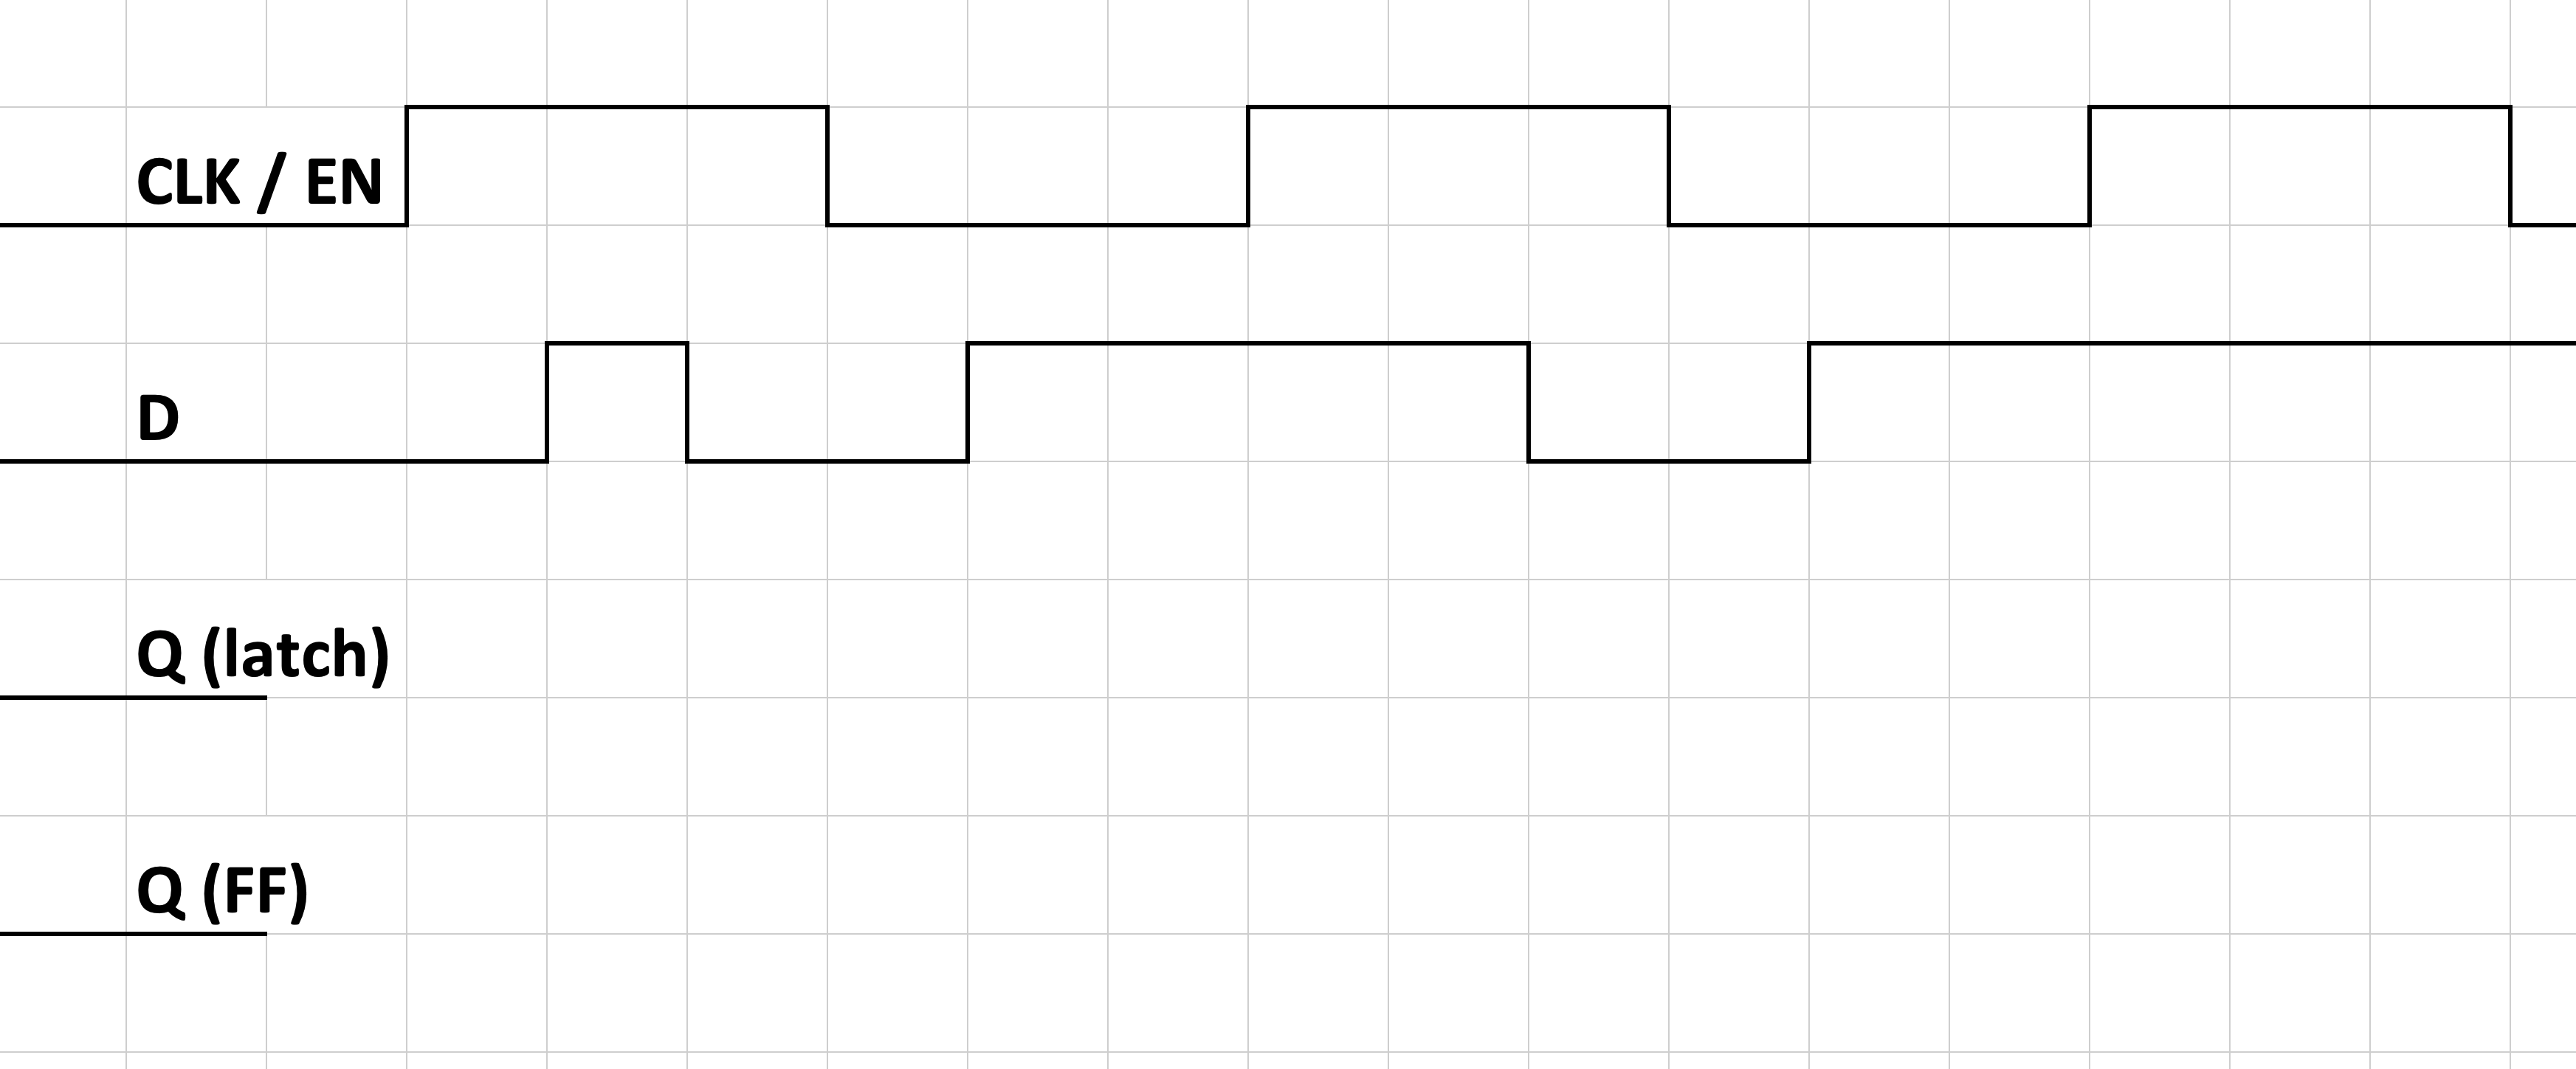 CLK / EN
D
Q (latch)
Q (FF)